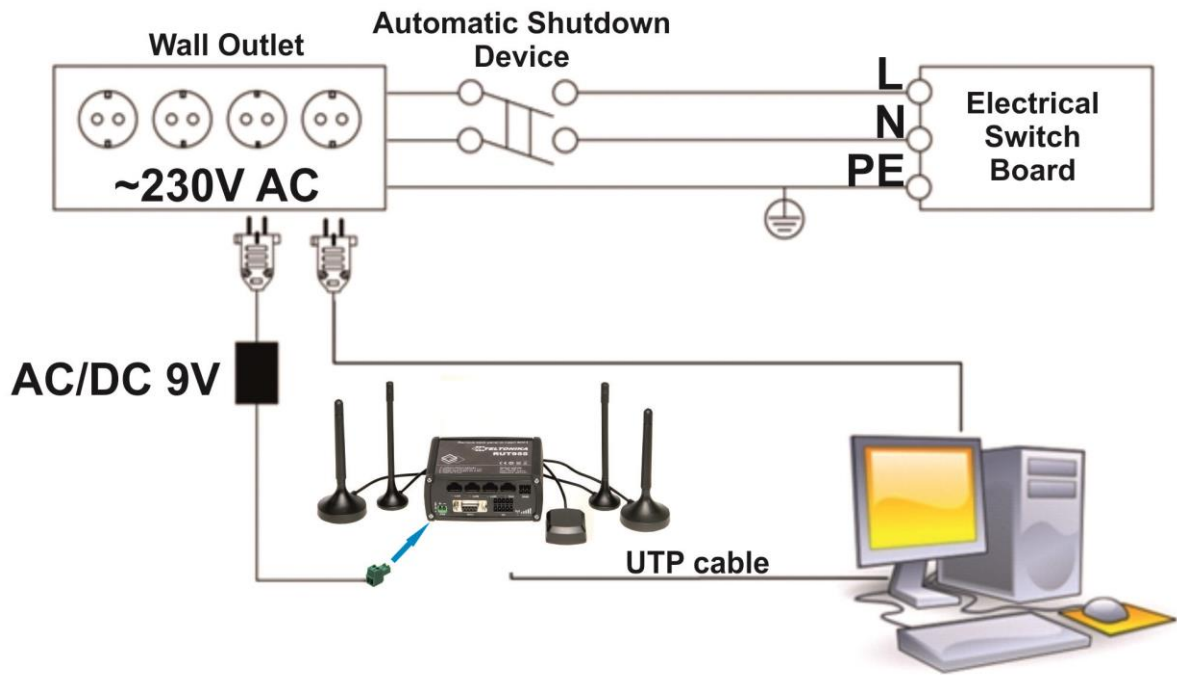 Wall Outlet
Automatic Shutdown
Device
L
N
PE
Electrical
Switch
Board
~230V AC
AC/DC 9V
TELTONIKA
RUT955
UTP cable